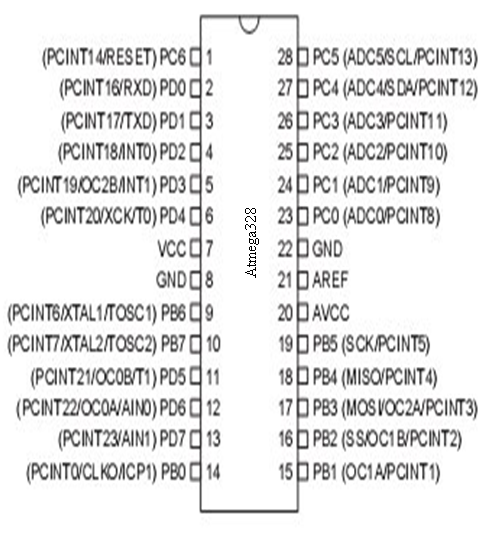 (PCINT14/RESET) PC6 1 28 PC5 (ADC5/SCL/PCINT13)
(PCINT16/RXD) PD0 2 27 PC4 (ADC4/SDA/PCINT12)
(PCINT17/TXD) PD1 3 26 PC3 (ADC3/PCINT11)
(PCINT18/INT0) PD2 4 25 PC2 (ADC2/PCINT10)
(PCINT19/OC2B/INT1) PD3 5 24 PC1 (ADC1/PCINT9)
(PCINT20/XCK/T0) PD4 6 23 PC0 (ADC0/PCINT8)
VCC 7 22 GND
GND 8 21 AREF
(PCINT6/XTAL1/TOSC1) PB6 9 20 AVCC
(PCINT7/XTAL2/TOSC2) PB7 10 19 PB5 (SCK/PCINT5)
(PCINT21/OC0B/T1) PD5 11 18 PB4 (MISO/PCINT4)
(PCINT22/OC0A/AIN0) PD6 12 17 PB3 (MOSI/OC2A/PCINT3)
(PCINT23/AIN1) PD7 13 16 PB2 (SS/OC1B/PCINT2)
(PCINT0/CLKO/ICP1) PB0 14 15 PB1 (OC1A/PCINT1)
Atmega328